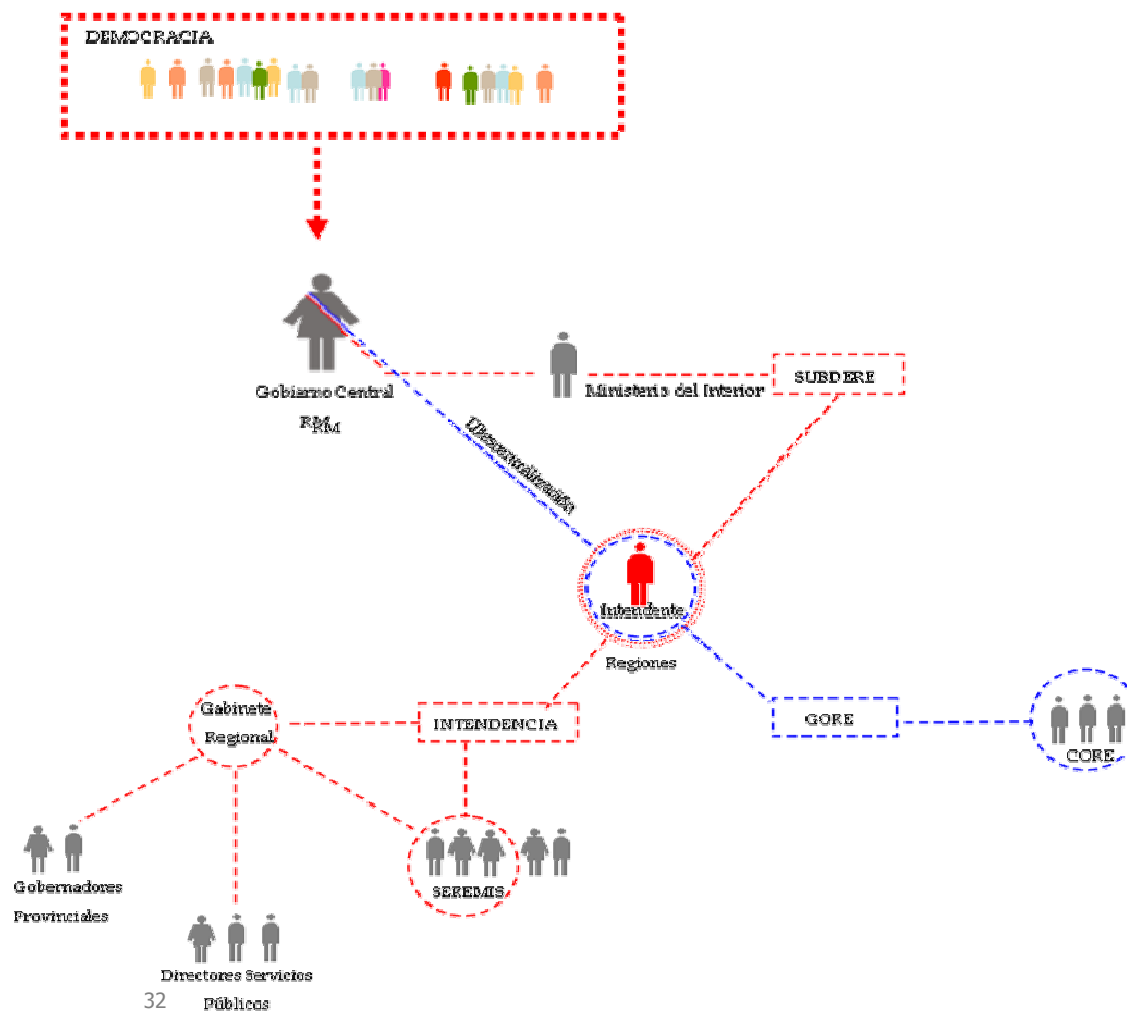 DEMOCRACIA
Gobierno Central
RM
Ministerio del Interior
SUBDERE
Intendente
Regiones
Gabinete
Regional
INTENDENCIA
GORE
CORE
SEREMIS
Gobernadores
Provinciales
Directores Servicios
Públicos
32